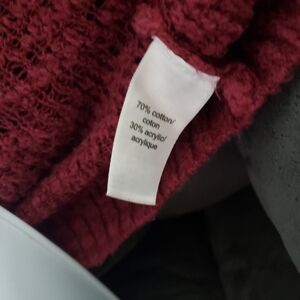 70% cotton/
coton
30% acrylic/
acrylique